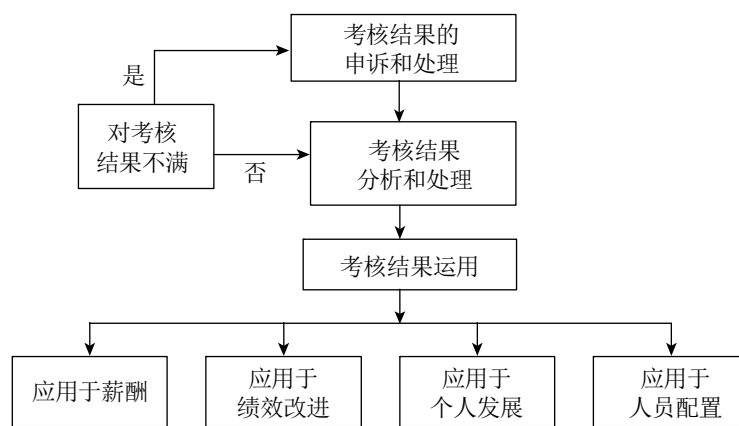 考核结果的
申诉和处理
是
对考核
结果不满
否
考核结果
分析和处理
考核结果运用
应用于薪酬
应用于
绩效改进
应用于
个人发展
应用于
人员配置